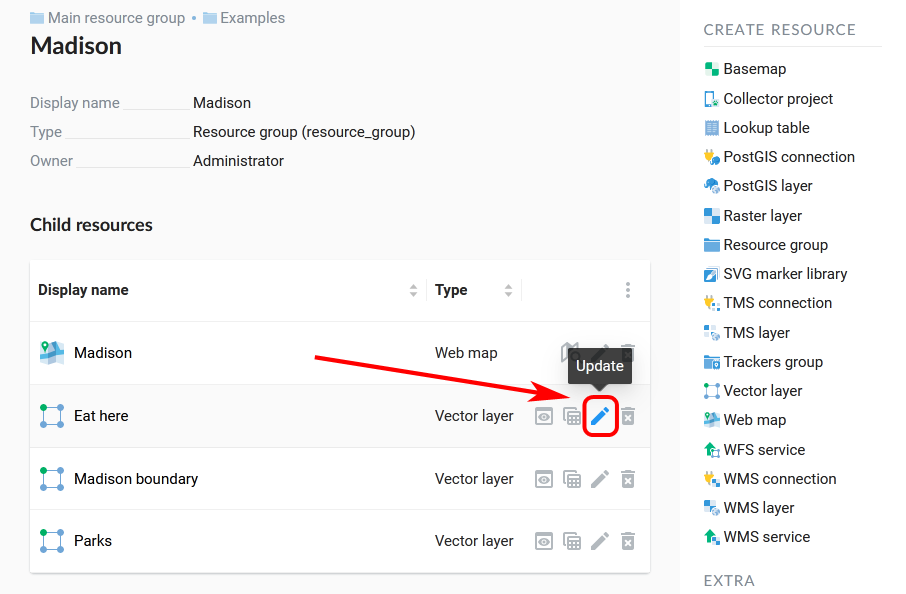 Main resource group • Examples
Madison
Display name Madison
Type Resource group (resource_group)
Owner Administrator
Child resources
Display name Type
Madison Web map
Update
Eat here Vector layer
Madison boundary Vector layer
Parks Vector layer
CREATE RESOURCE
Basemap
Collector project
Lookup table
PostGIS connection
PostGIS layer
Raster layer
Resource group
SVG marker library
TMS connection
TMS layer
Trackers group
Vector layer
Web map
WFS service
WMS connection
WMS layer
WMS service
EXTRA